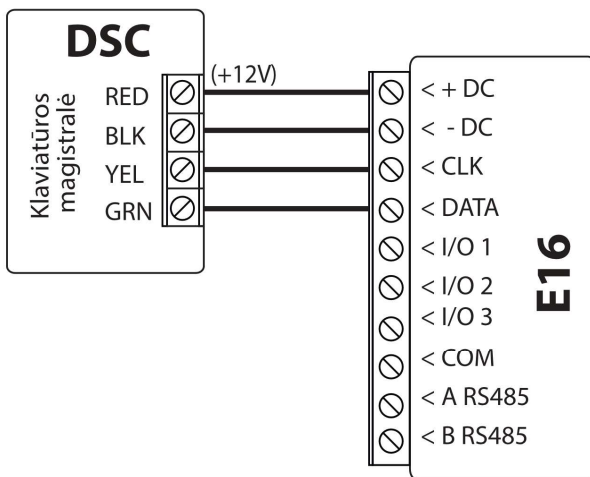 DSC
Klaviatūros
magistralė
RED
BLK
YEL
GRN
(+12V)
< + DC
< - DC
< CLK
< DATA
< I/O 1
< I/O 2
< I/O 3
< COM
< A RS485
< B RS485
E16